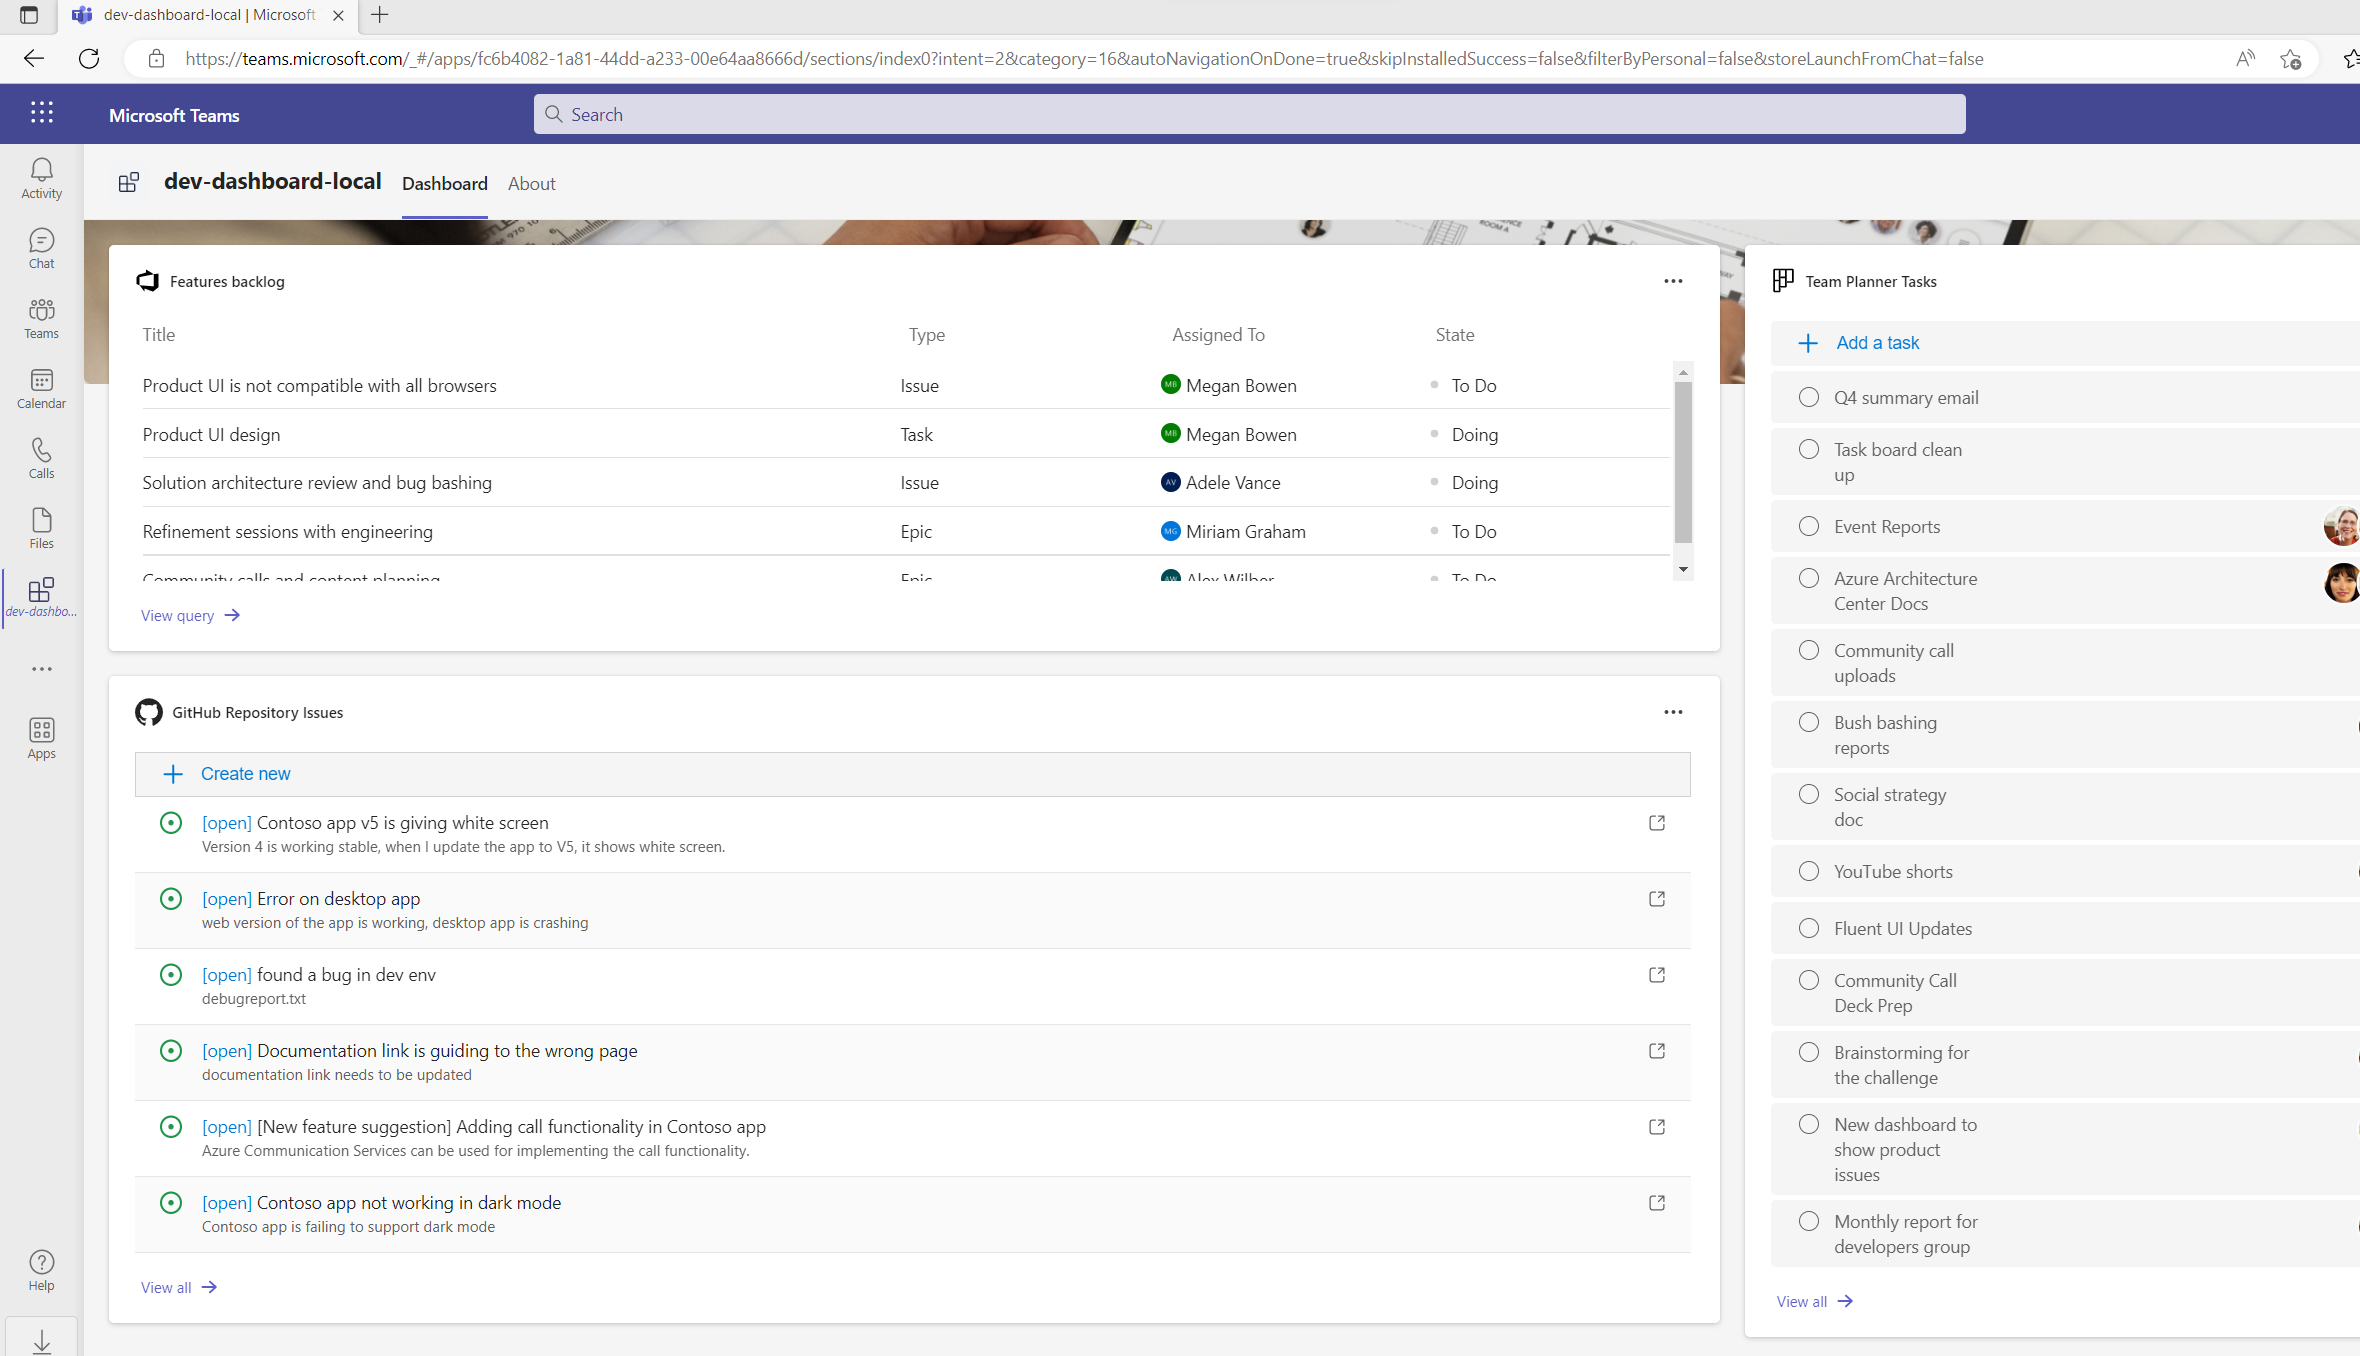 dev-dashboard-local | Microsoft
https://teams.microsoft.com/_#/apps/fc6b4082-1a81-44dd-a233-00e64aa8666d/sections/index0?intent=2&category=16&autoNavigationOnDone=true&skipInstalledSuccess=false&filterByPersonal=false&storeLaunchFromChat=false
Microsoft Teams
Search
Activity
Chat
Teams
Calendar
Calls
Files
dev-dashbo...
Apps
Help
dev-dashboard-local
Dashboard
About
ROOM A
Features backlog
Title Type Assigned To State
Product UI is not compatible with all browsers Issue MB Megan Bowen To Do
Product UI design Task MB Megan Bowen Doing
Solution architecture review and bug bashing Issue AV Adele Vance Doing
Refinement sessions with engineering Epic MG Miriam Graham To Do
Community calls and content planning Epic AW Alex Wilber To Do
View query
GitHub Repository Issues
Create new
[open] Contoso app v5 is giving white screen
Version 4 is working stable, when I update the app to V5, it shows white screen.
[open] Error on desktop app
web version of the app is working, desktop app is crashing
[open] found a bug in dev env
debugreport.txt
[open] Documentation link is guiding to the wrong page
documentation link needs to be updated
[open] [New feature suggestion] Adding call functionality in Contoso app
Azure Communication Services can be used for implementing the call functionality.
[open] Contoso app not working in dark mode
Contoso app is failing to support dark mode
View all
Team Planner Tasks
Add a task
Q4 summary email
Task board clean
up
Event Reports
Azure Architecture
Center Docs
Community call
uploads
Bush bashing
reports
Social strategy
doc
YouTube shorts
Fluent UI Updates
Community Call
Deck Prep
Brainstorming for
the challenge
New dashboard to
show product
issues
Monthly report for
developers group
View all